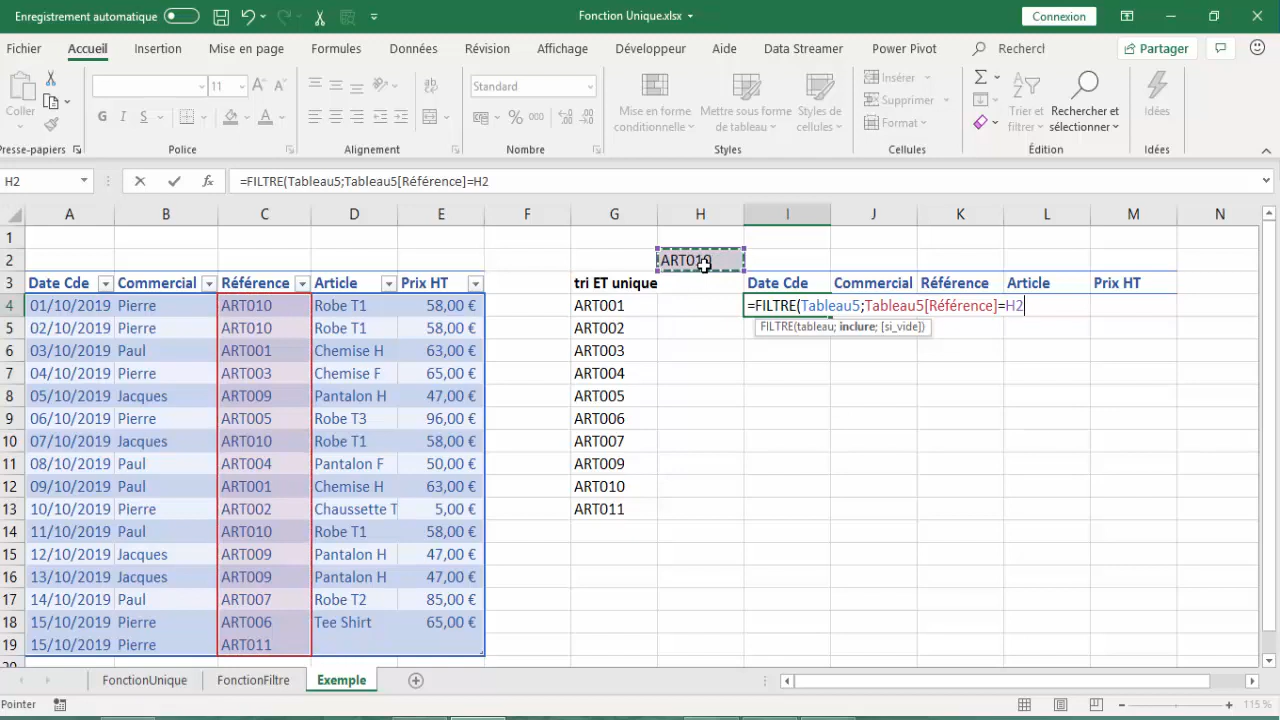 Enregistrement automatique
Fonction Unique.xlsx
Connexion
Fichier Accueil Insertion Mise en page Formules Données Révision Affichage Développeur Aide Data Streamer Power Pivot Rechercl Partager
Coller
11
Standard
Mise en forme conditionnelle
Mettre sous forme de tableau
Styles de cellules
Insérer
Supprimer
Format
Trier et filtrer
Rechercher et sélectionner
Idées
Presse-papiers Police Alignement Nombre Styles Cellules Édition Idées
H2 =FILTRE(Tableau5;Tableau5[Référence]=H2
A B C D E F G H I J K L M N
1
2 ART010
3 Date Cde Commercial Référence Article Prix HT tri ET unique Date Cde Commercial Référence Article Prix HT
4 01/10/2019 Pierre ART010 Robe T1 58,00 € ART001 =FILTRE(Tableau5;Tableau5[Référence]=H2
5 02/10/2019 Pierre ART010 Robe T1 58,00 € ART002 FILTRE(tableau; inclure; [si_vide])
6 03/10/2019 Paul ART001 Chemise H 63,00 € ART003
7 04/10/2019 Pierre ART003 Chemise F 65,00 € ART004
8 05/10/2019 Jacques ART009 Pantalon H 47,00 € ART005
9 06/10/2019 Pierre ART005 Robe T3 96,00 € ART006
10 07/10/2019 Jacques ART010 Robe T1 58,00 € ART007
11 08/10/2019 Paul ART004 Pantalon F 50,00 € ART009
12 09/10/2019 Paul ART001 Chemise H 63,00 € ART010
13 10/10/2019 Pierre ART002 Chaussette T 5,00 € ART011
14 11/10/2019 Paul ART010 Robe T1 58,00 €
15 12/10/2019 Jacques ART009 Pantalon H 47,00 €
16 13/10/2019 Jacques ART009 Pantalon H 47,00 €
17 14/10/2019 Paul ART007 Robe T2 85,00 €
18 15/10/2019 Pierre ART006 Tee Shirt 65,00 €
19 15/10/2019 Pierre ART011
FonctionUnique FonctionFiltre Exemple
Pointer
115 %